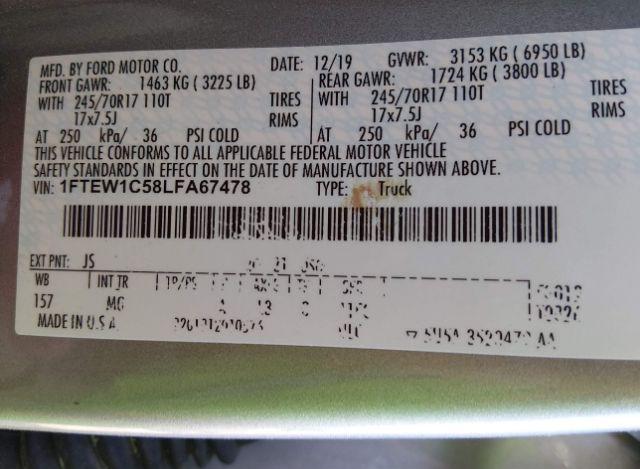 MFD. BY FORD MOTOR CO.
DATE: 12/19 GVWR: 3153 KG ( 6950 LB)
FRONT GAWR: 1463 KG ( 3225 LB)
REAR GAWR: 1724 KG ( 3800 LB)
WITH 245/70R17 110T TIRES
WITH 245/70R17 110T TIRES
17x7.5J RIMS
17x7.5J RIMS
AT 250 kPa/ 36 PSI COLD
AT 250 kPa/ 36 PSI COLD
THIS VEHICLE CONFORMS TO ALL APPLICABLE FEDERAL MOTOR VEHICLE
SAFETY STANDARDS IN EFFECT ON THE DATE OF MANUFACTURE SHOWN ABOVE.
VIN: 1FTEW1C58LFA67478 TYPE: Truck
EXT PNT: JS
WB INT TR
157
MADE IN U.S.A.